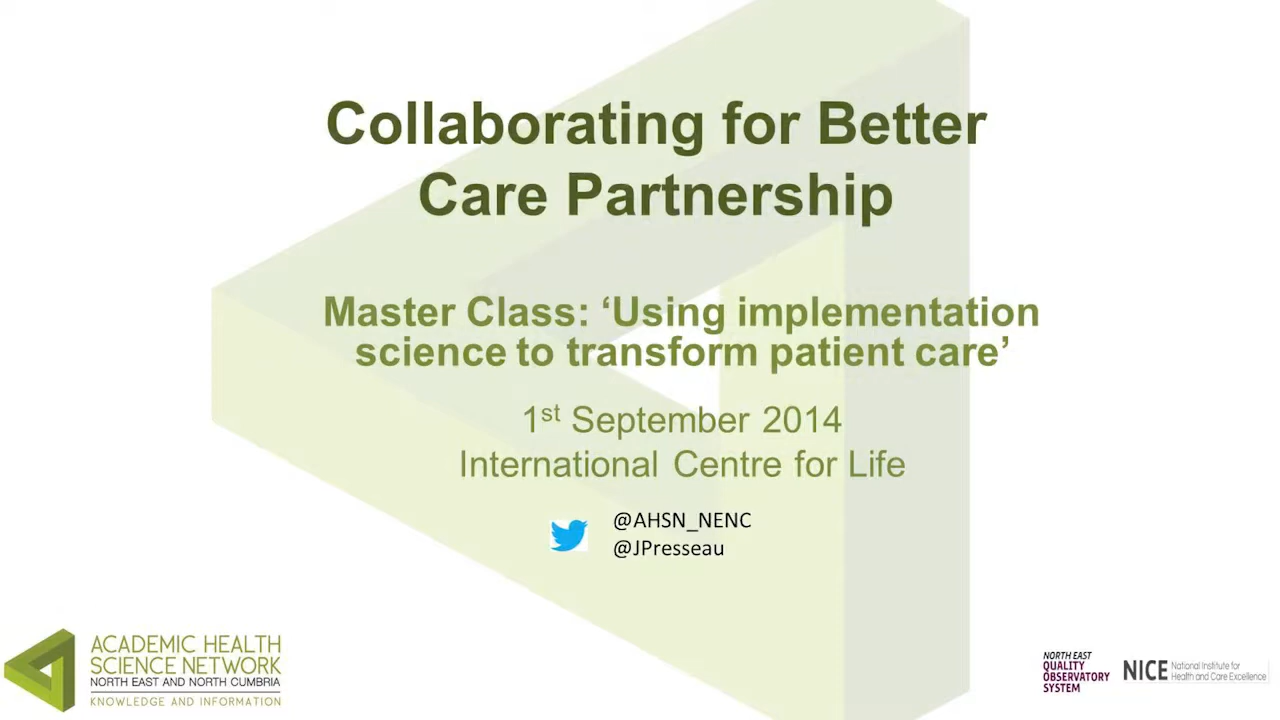 Collaborating for Better
Care Partnership
Master Class: ‘Using implementation
science to transform patient care’
1st September 2014
International Centre for Life
@AHSN_NENC
@JPresseau
ACADEMIC HEALTH
SCIENCE NETWORK
NORTH EAST AND NORTH CUMBRIA
KNOWLEDGE AND INFORMATION
NORTH EAST
QUALITY
OBSERVATORY
SYSTEM
NICE National Institute for
Health and Care Excellence